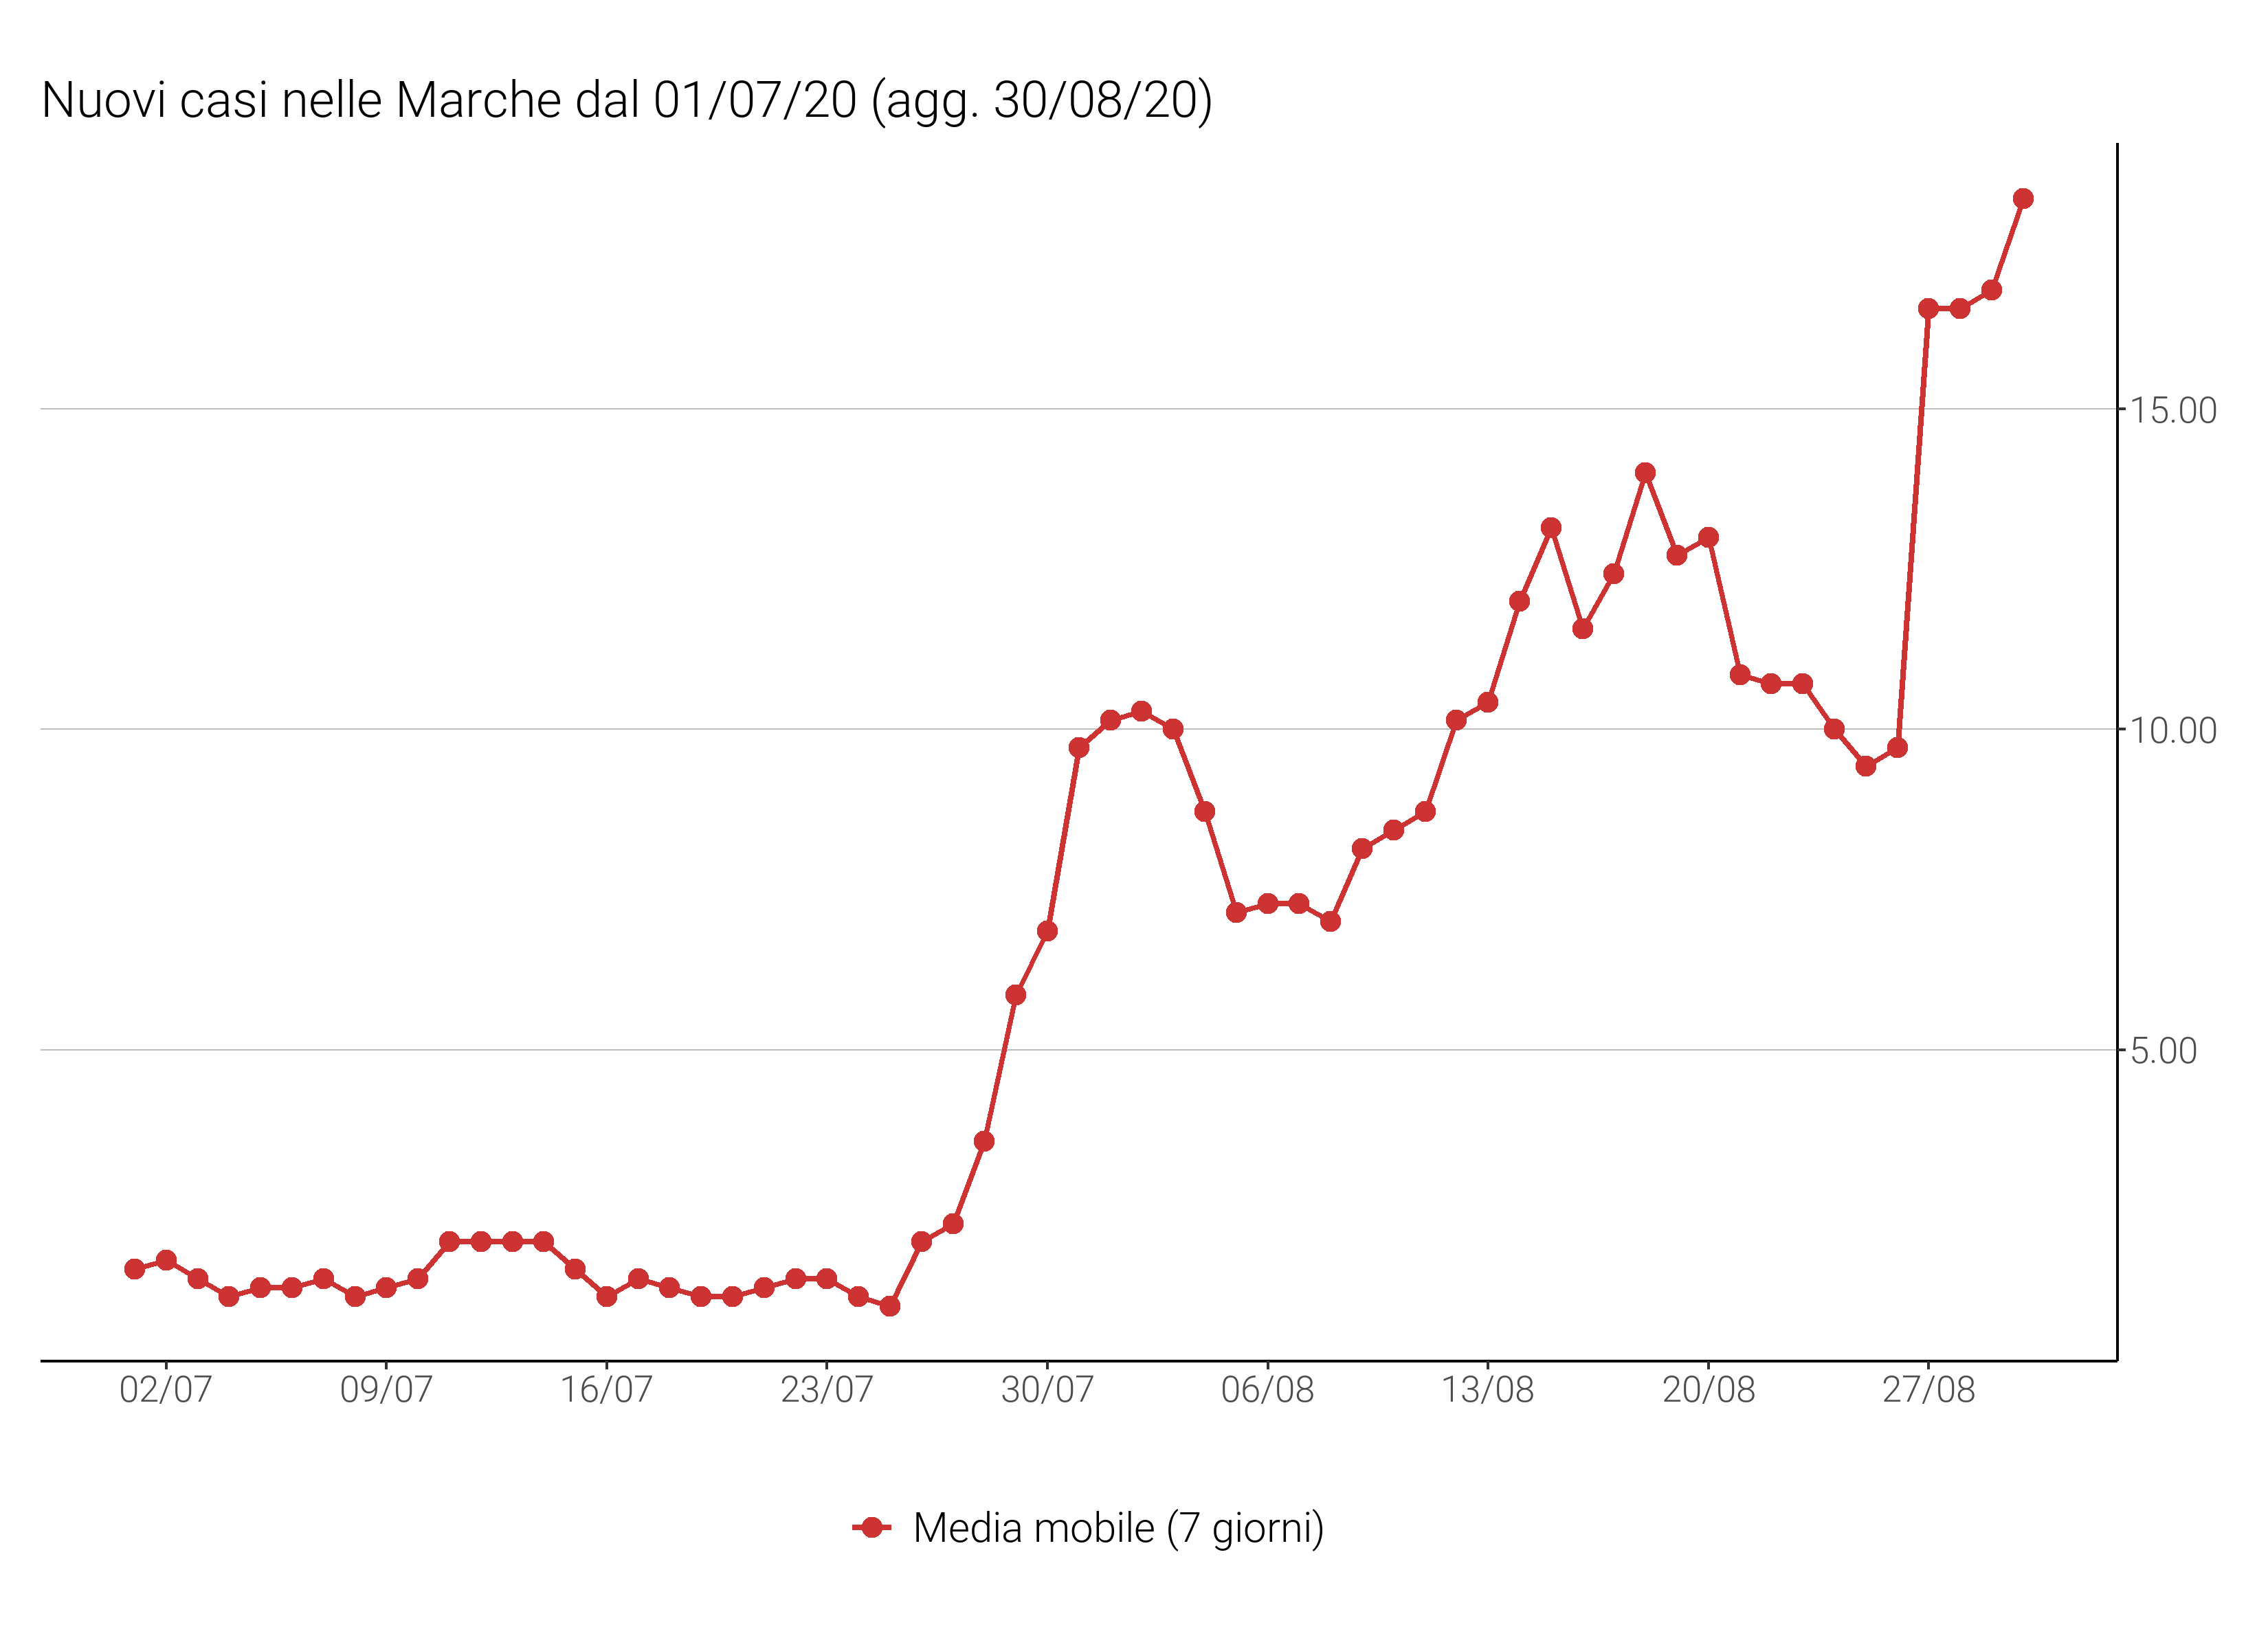 Nuovi casi nelle Marche dal 01/07/20 (agg. 30/08/20)
15.00
10.00
5.00
02/07 09/07 16/07 23/07 30/07 06/08 13/08 20/08 27/08
Media mobile (7 giorni)